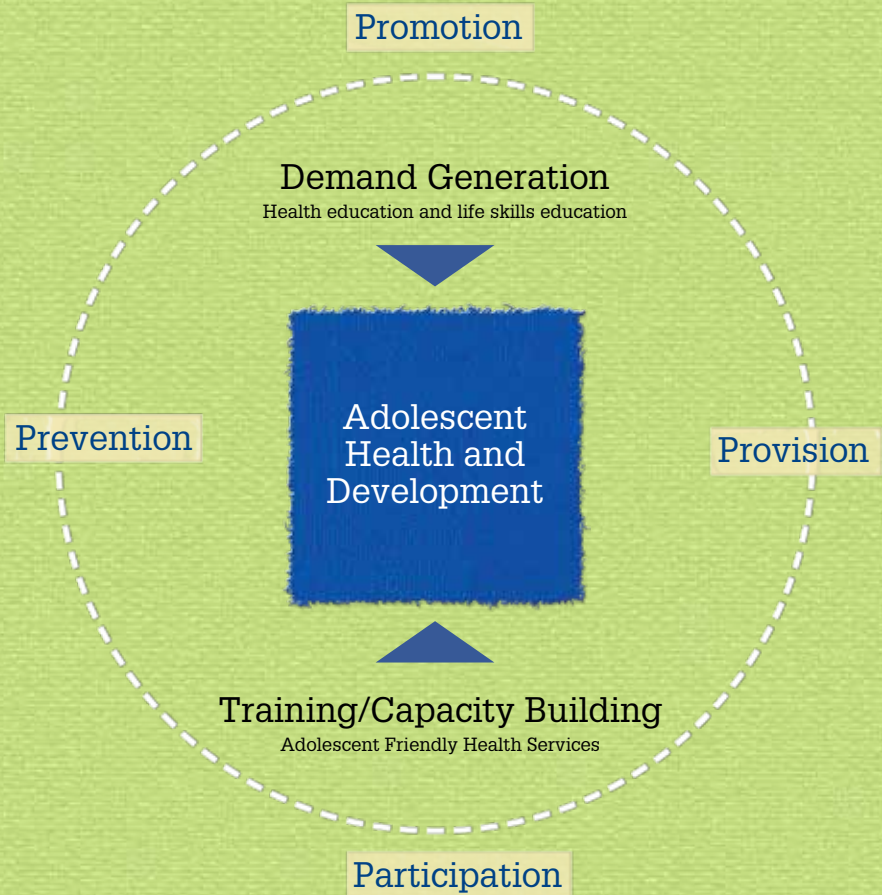 Promotion
Demand Generation
Health education and life skills education
Prevention
Adolescent
Health and
Development
Provision
Training/Capacity Building
Adolescent Friendly Health Services
Participation